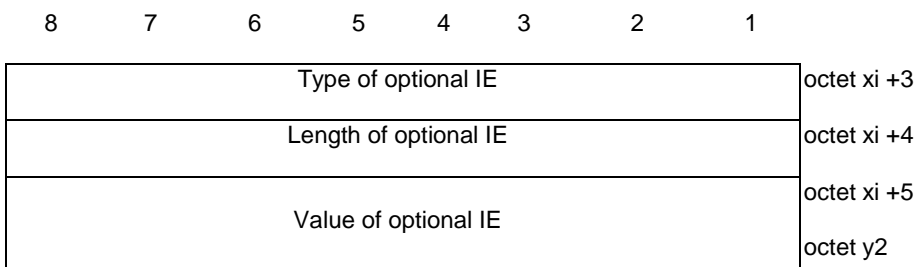 8 7 6 5 4 3 2 1
Type of optional IE octet xi +3
Length of optional IE octet xi +4
octet xi +5
Value of optional IE
octet y2